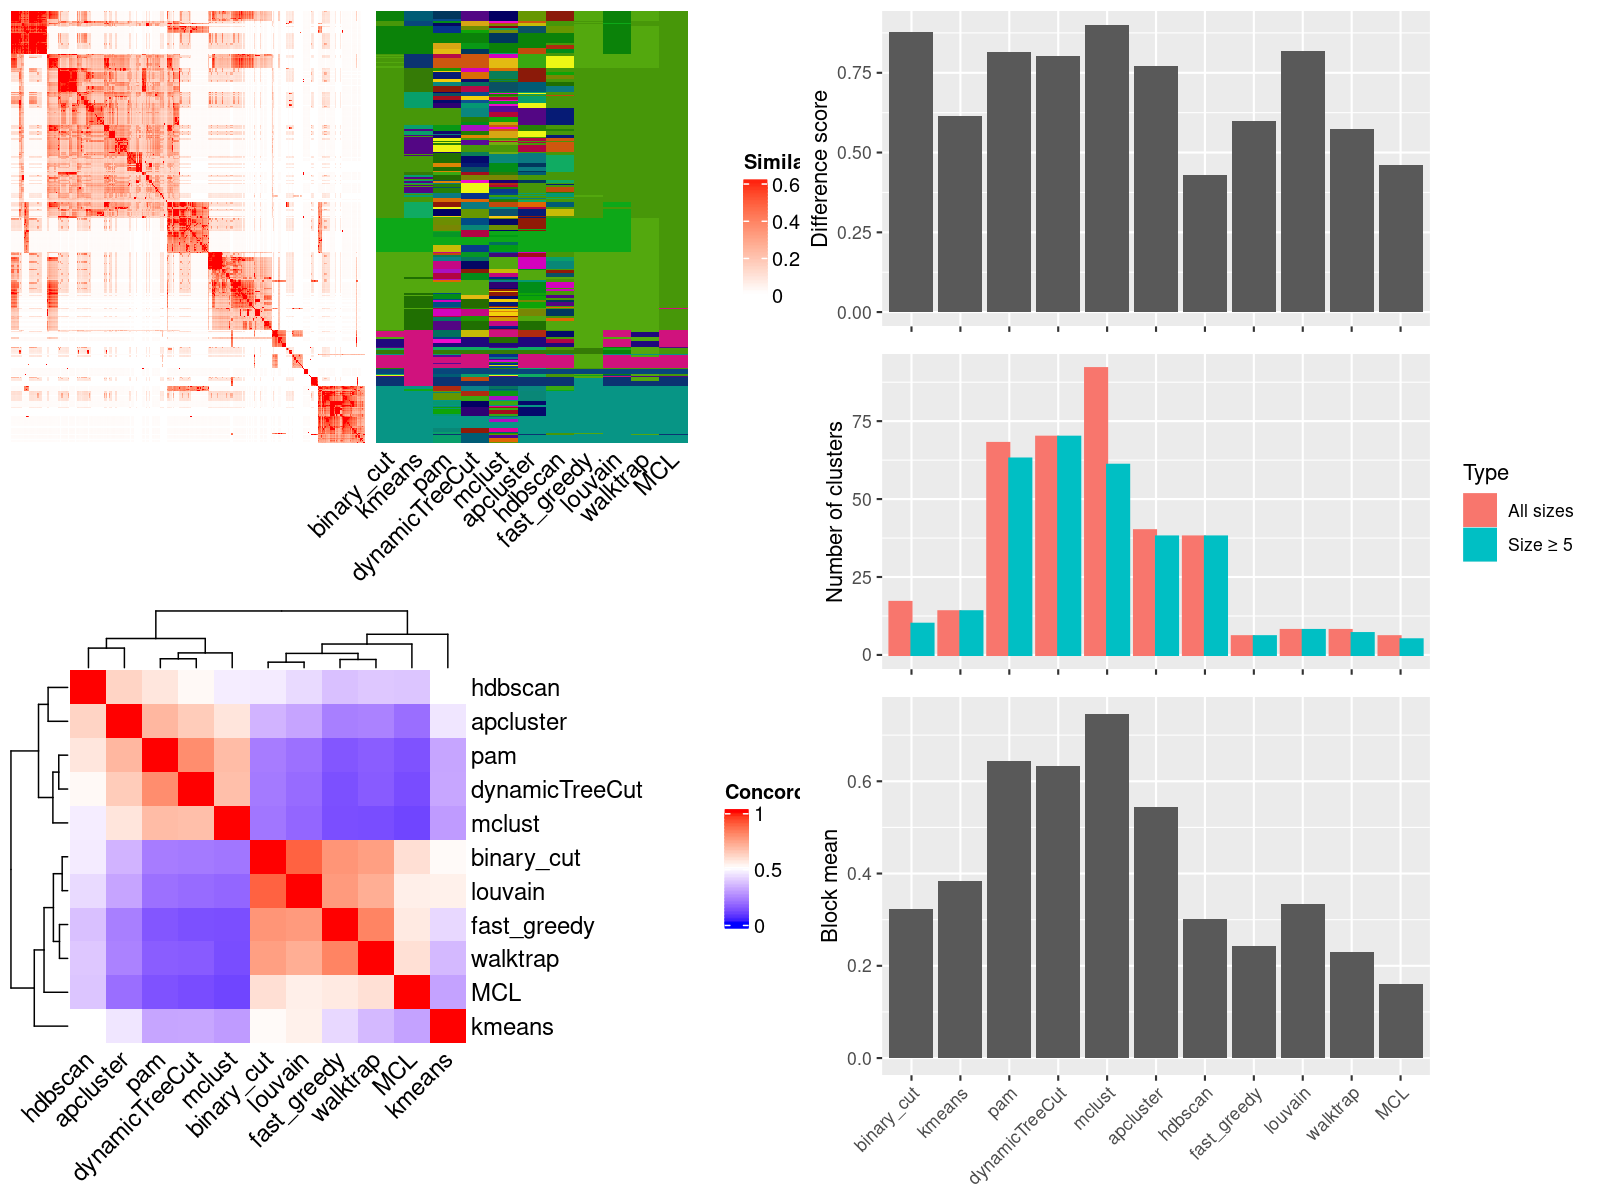 Simila
0.6
0.4
0.2
0
binary_cut
kmeans
pam
dynamicTreeCut
mclust
apcluster
hdbscan
fast_greedy
louvain
walktrap
MCL
hdbscan
apcluster
pam
dynamicTreeCut
mclust
binary_cut
louvain
fast_greedy
walktrap
MCL
kmeans
hdbscan
apcluster
pam
dynamicTreeCut
mclust
binary_cut
louvain
fast_greedy
walktrap
MCL
kmeans
Concord
1
0.5
0
Difference score
0.75
0.50
0.25
0.00
Number of clusters
75
50
25
0
Type
All sizes
Size ≥ 5
Block mean
0.6
0.4
0.2
0.0
binary_cut
kmeans
pam
dynamicTreeCut
mclust
apcluster
hdbscan
fast_greedy
louvain
walktrap
MCL